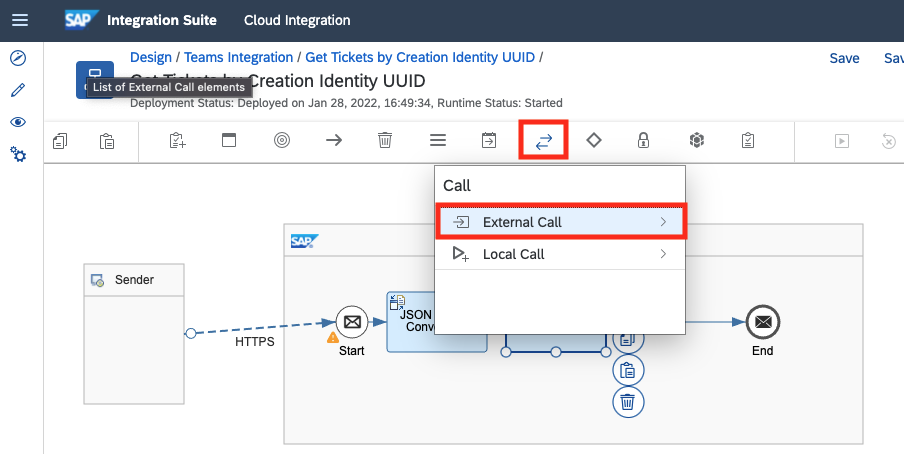 SAP Integration Suite Cloud Integration
Design / Teams Integration / Get Tickets by Creation Identity UUID /
Save
Get Tickets by Creation Identity UUID
List of External Call elements
Deployment Status: Deployed on Jan 28, 2022, 16:49:34, Runtime Status: Started
Call
External Call
Local Call
SAP
Sender
HTTPS
Start
JSON
End